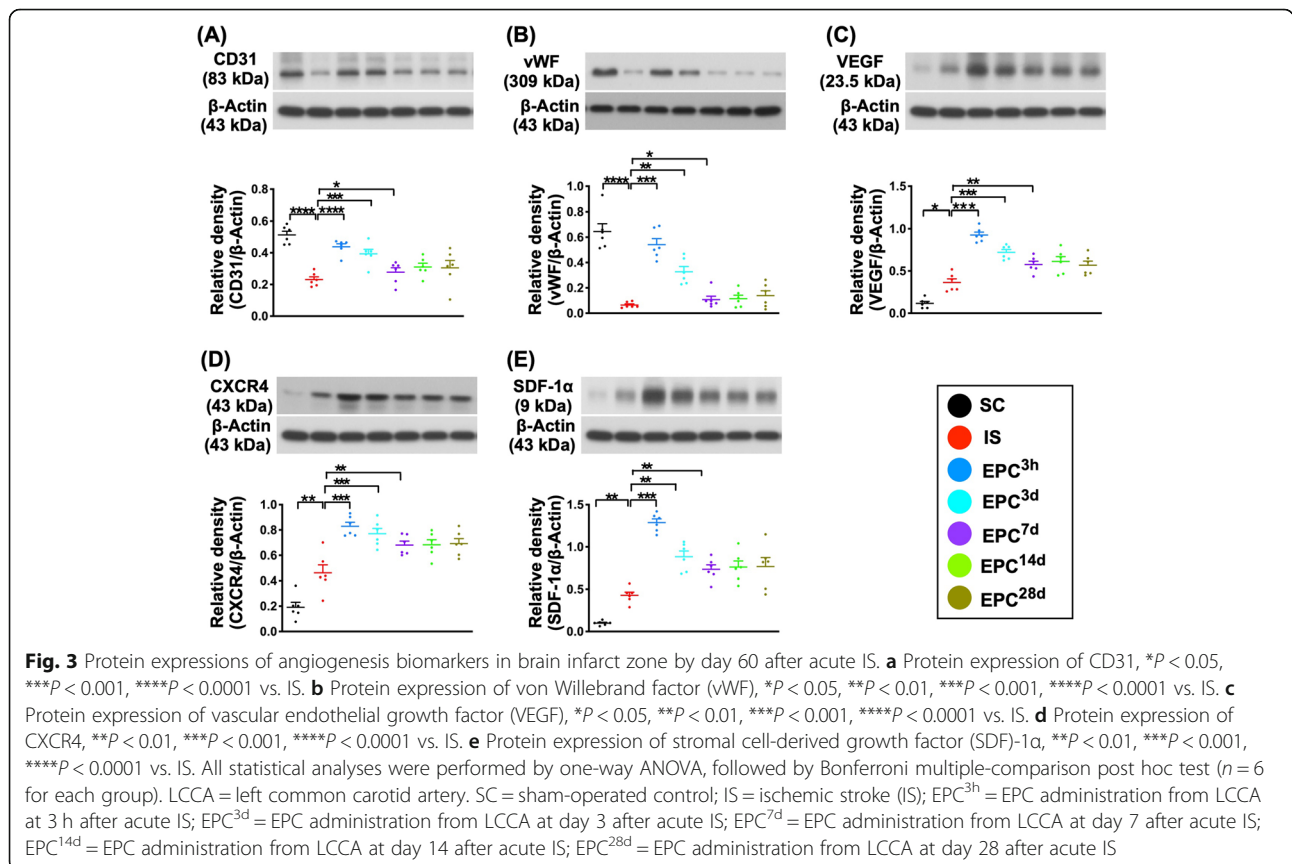 (A)
CD31
(83 kDa)
β-Actin
(43 kDa)
Relative density
(CD31/β-Actin)
0.8
0.6
0.4
0.2
0.0
****
****
***
*
(B)
vWF
(309 kDa)
β-Actin
(43 kDa)
Relative density
(vWF/β-Actin)
1.0
0.8
0.6
0.4
0.2
0.0
****
***
**
*
(C)
VEGF
(23.5 kDa)
β-Actin
(43 kDa)
Relative density
(VEGF/β-Actin)
1.5
1.0
0.5
0.0
*
***
***
**
(D)
CXCR4
(43 kDa)
β-Actin
(43 kDa)
Relative density
(CXCR4/β-Actin)
1.0
0.8
0.6
0.4
0.2
0.0
**
***
***
**
(E)
SDF-1α
(9 kDa)
β-Actin
(43 kDa)
Relative density
(SDF-1α/β-Actin)
1.5
1.0
0.5
0.0
**
***
**
**
SC
IS
EPC3h
EPC3d
EPC7d
EPC14d
EPC28d
Fig. 3 Protein expressions of angiogenesis biomarkers in brain infarct zone by day 60 after acute IS. a Protein expression of CD31, *P < 0.05,
***P < 0.001, ****P < 0.0001 vs. IS. b Protein expression of von Willebrand factor (vWF), *P < 0.05, **P < 0.01, ***P < 0.001, ****P < 0.0001 vs. IS. c
Protein expression of vascular endothelial growth factor (VEGF), *P < 0.05, **P < 0.01, ***P < 0.001, ****P < 0.0001 vs. IS. d Protein expression of
CXCR4, **P < 0.01, ***P < 0.001, ****P < 0.0001 vs. IS. e Protein expression of stromal cell-derived growth factor (SDF)-1α, **P < 0.01, ***P < 0.001,
****P < 0.0001 vs. IS. All statistical analyses were performed by one-way ANOVA, followed by Bonferroni multiple-comparison post hoc test (n = 6
for each group). LCCA = left common carotid artery. SC = sham-operated control; IS = ischemic stroke (IS); EPC3h = EPC administration from LCCA
at 3 h after acute IS; EPC3d = EPC administration from LCCA at day 3 after acute IS; EPC7d = EPC administration from LCCA at day 7 after acute IS;
EPC14d = EPC administration from LCCA at day 14 after acute IS; EPC28d = EPC administration from LCCA at day 28 after acute IS